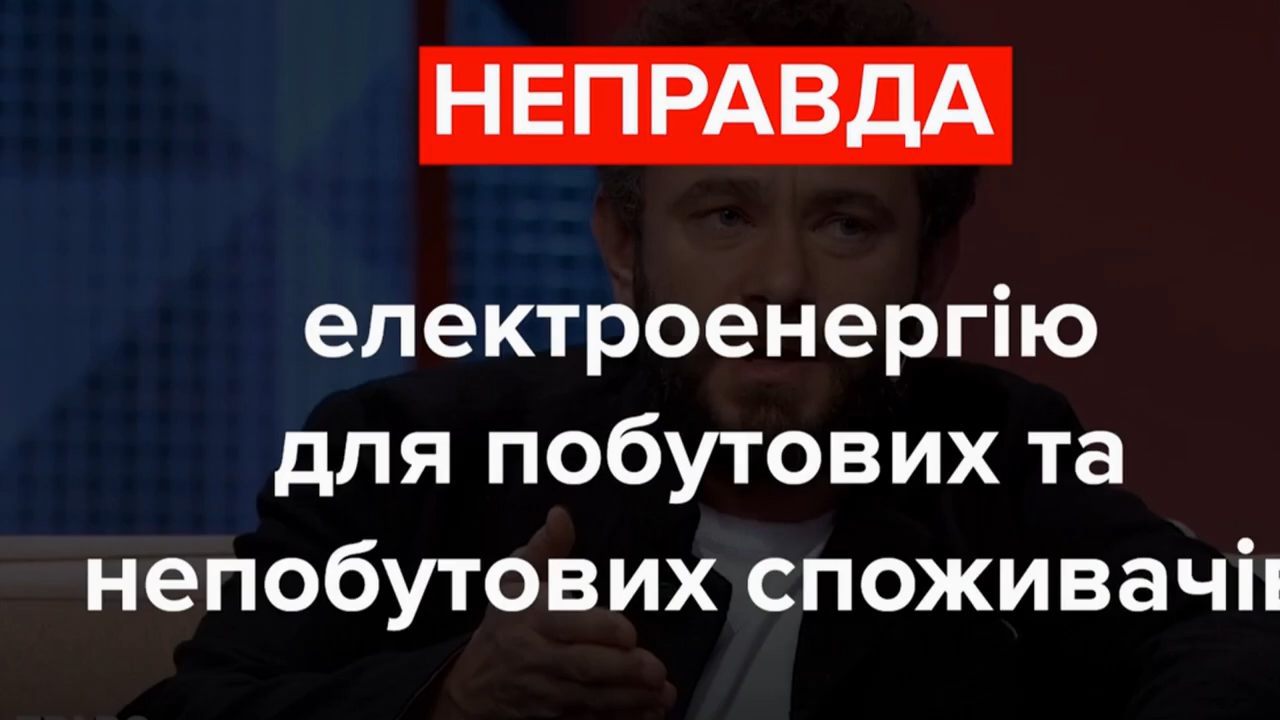 НЕПРАВДА
електроенергію
для побутових та
непобутових споживачів